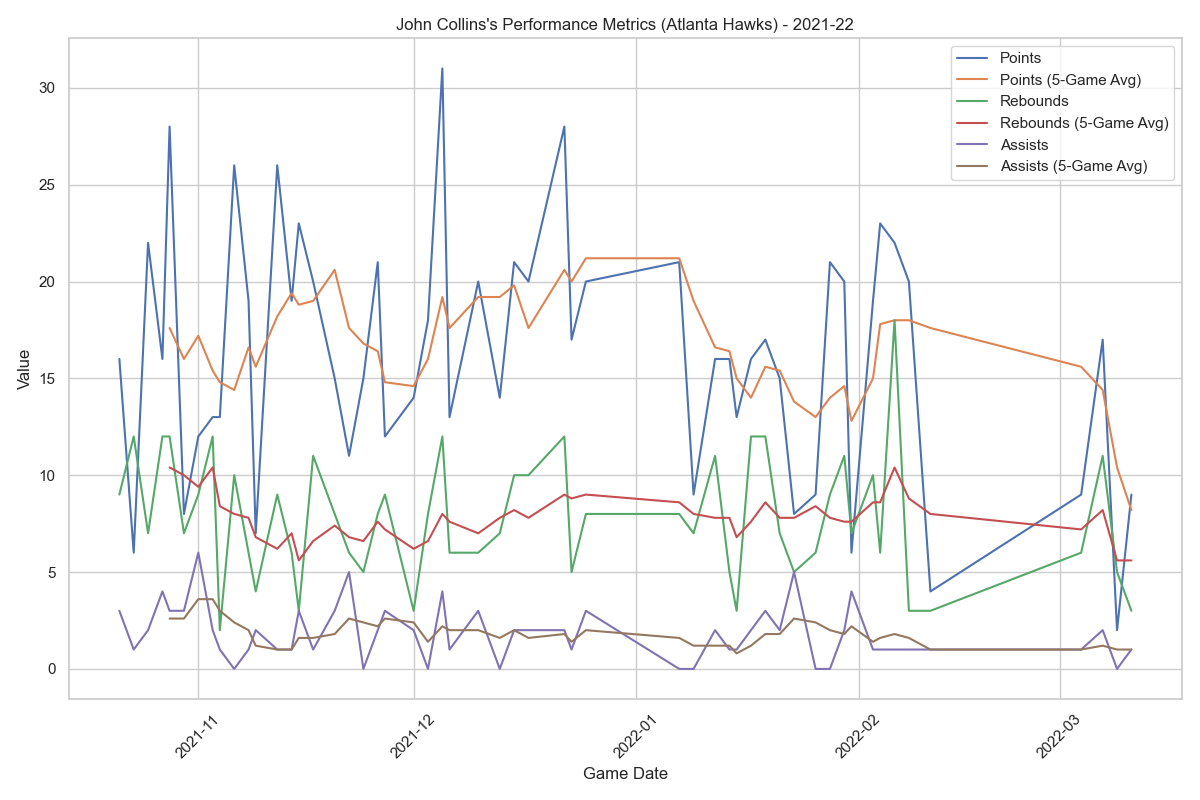 John Collins's Performance Metrics (Atlanta Hawks) - 2021-22
Points
Points (5-Game Avg)
Rebounds
Rebounds (5-Game Avg)
Assists
Assists (5-Game Avg)
Value
30
25
20
15
10
5
0
2021-11
2021-12
2022-01
2022-02
2022-03
Game Date